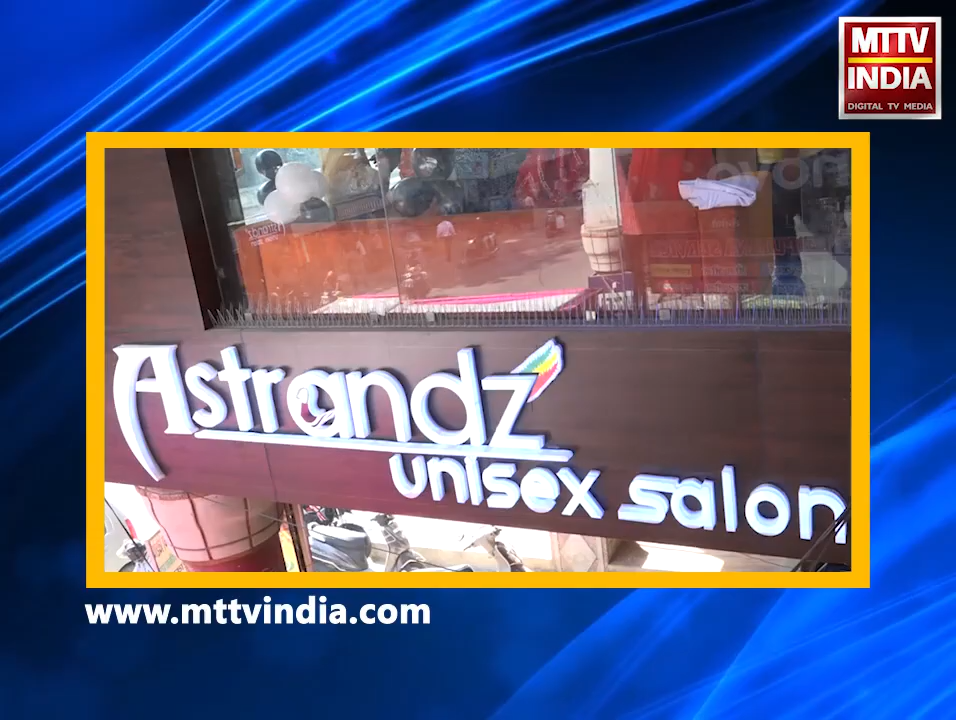 MTTV
INDIA
DIGITAL TV MEDIA
Astrandz
unisex salon
www.mttvindia.com